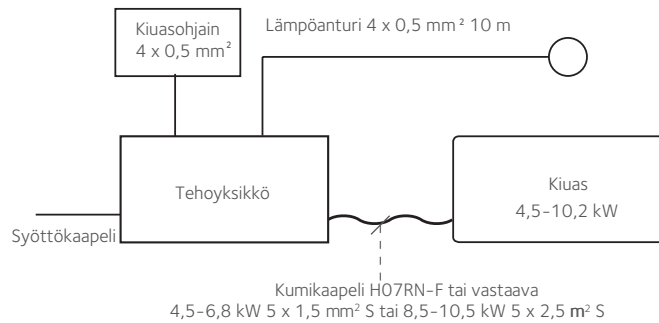 Kiuasohjain
4 x 0,5 mm²
Lämpöanturi 4 x 0,5 mm² 10 m
Tehoyksikkö
Kiuas
4,5-10,2 kW
Syöttökaapeli
Kumikaapeli H07RN-F tai vastaava
4,5-6,8 kW 5 x 1,5 mm² S tai 8,5-10,5 kW 5 x 2,5 m² S